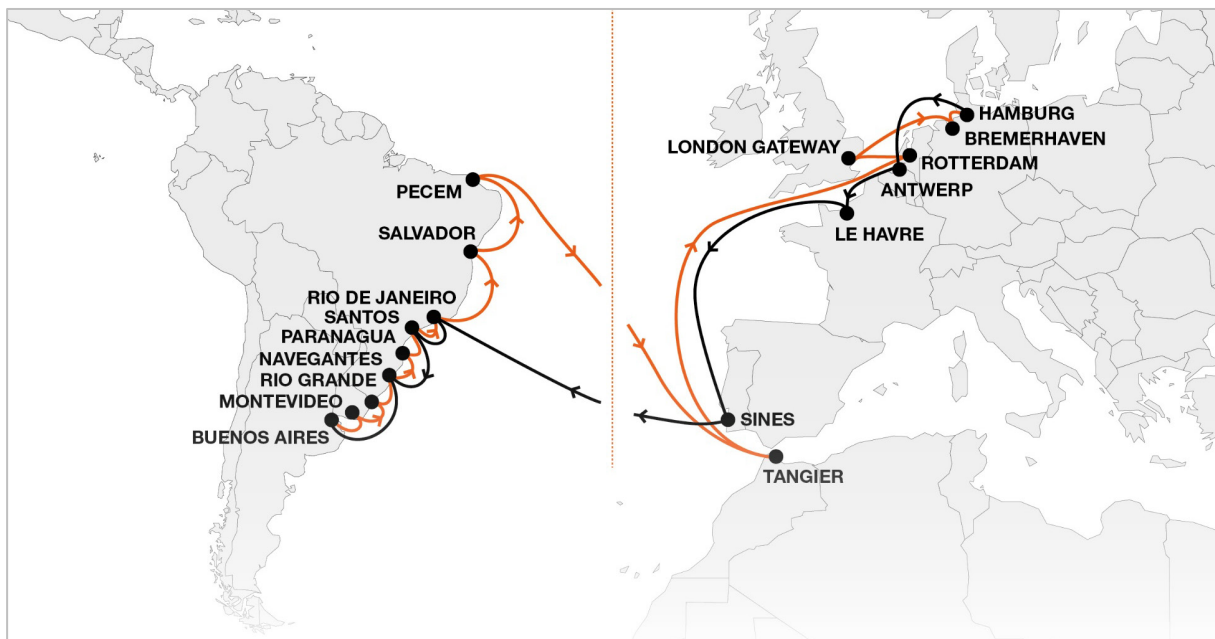 PECEM
SALVADOR
RIO DE JANEIRO
SANTOS
PARANAGUA
NAVEGANTES
RIO GRANDE
MONTEVIDEO
BUENOS AIRES
HAMBURG
BREMERHAVEN
LONDON GATEWAY
ROTTERDAM
ANTWERP
LE HAVRE
SINES
TANGIER